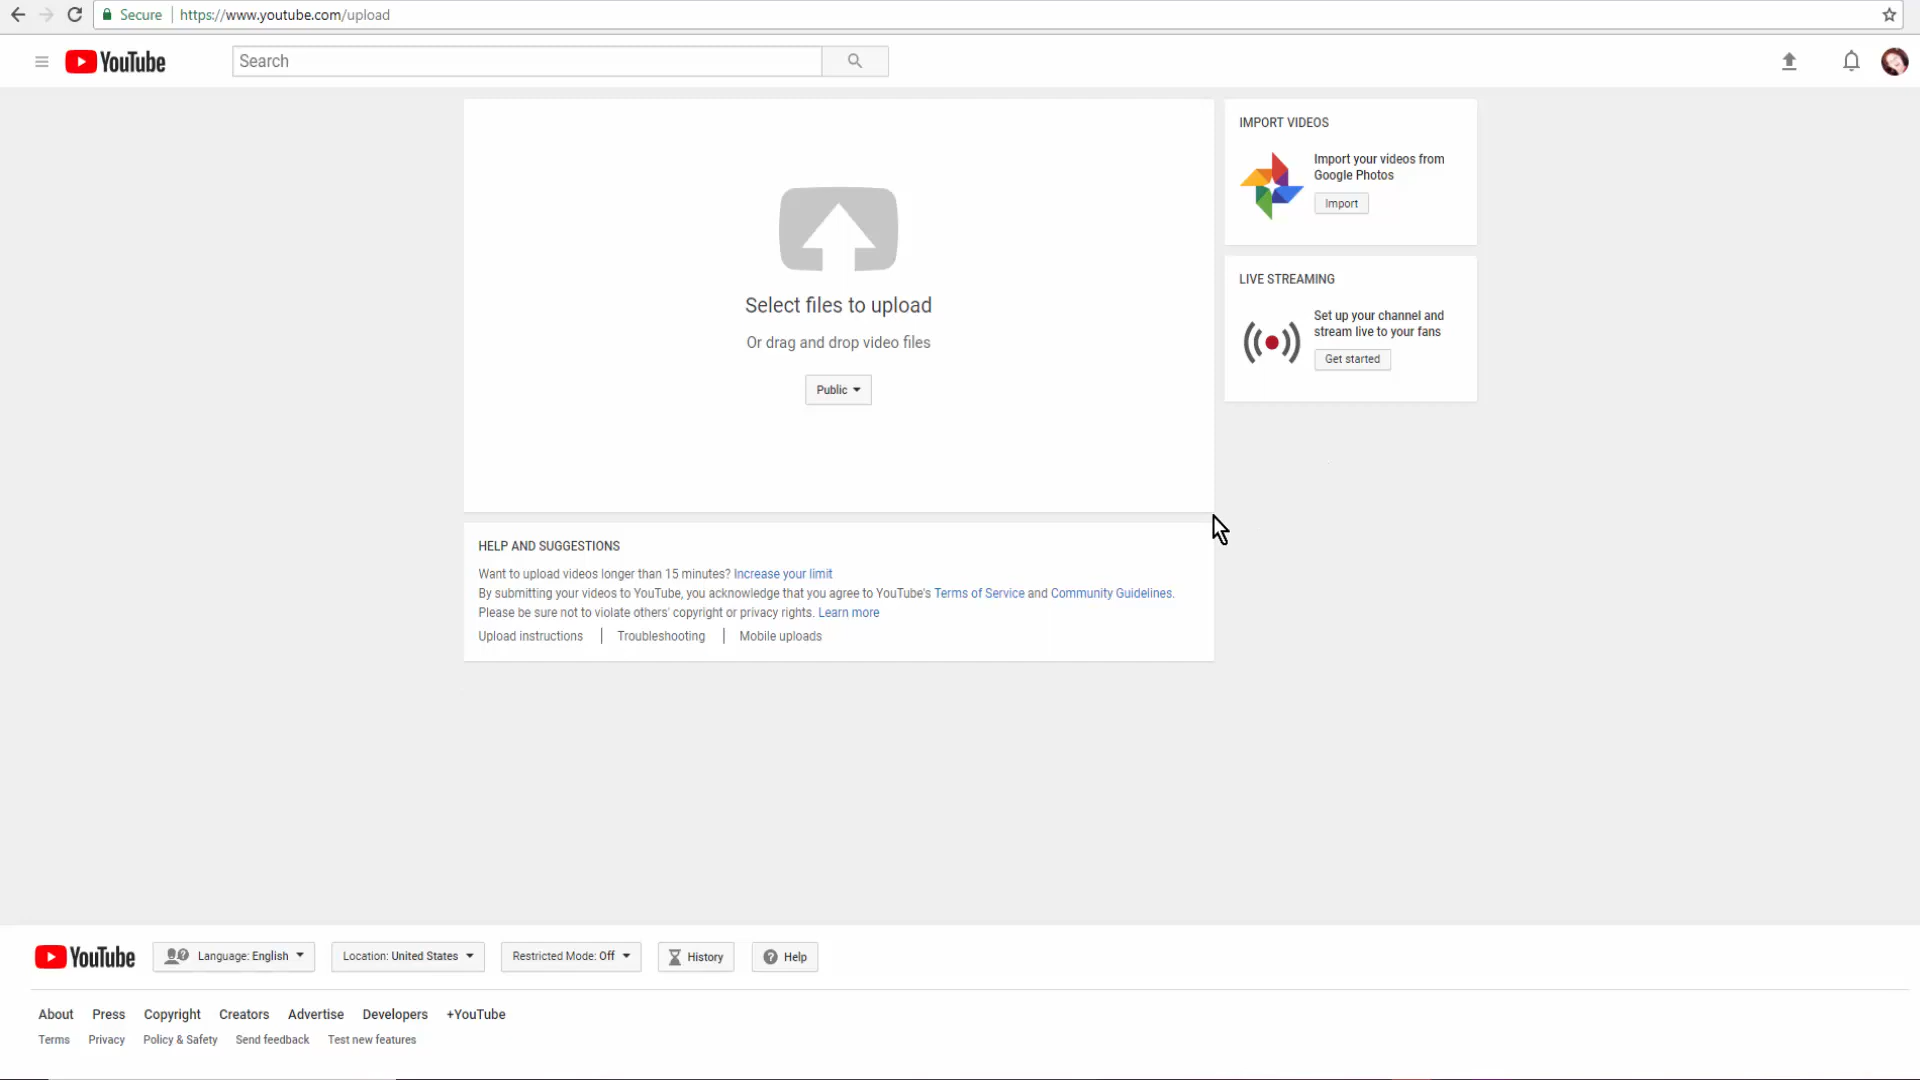 Secure https://www.youtube.com/upload
YouTube
Search
Select files to upload
Or drag and drop video files
Public
IMPORT VIDEOS
Import your videos from
Google Photos
Import
LIVE STREAMING
Set up your channel and
stream live to your fans
Get started
HELP AND SUGGESTIONS
Want to upload videos longer than 15 minutes? Increase your limit
By submitting your videos to YouTube, you acknowledge that you agree to YouTube's Terms of Service and Community Guidelines.
Please be sure not to violate others' copyright or privacy rights. Learn more
Upload instructions Troubleshooting Mobile uploads
YouTube Language: English Location: United States Restricted Mode: Off History Help
About Press Copyright Creators Advertise Developers +YouTube
Terms Privacy Policy & Safety Send feedback Test new features